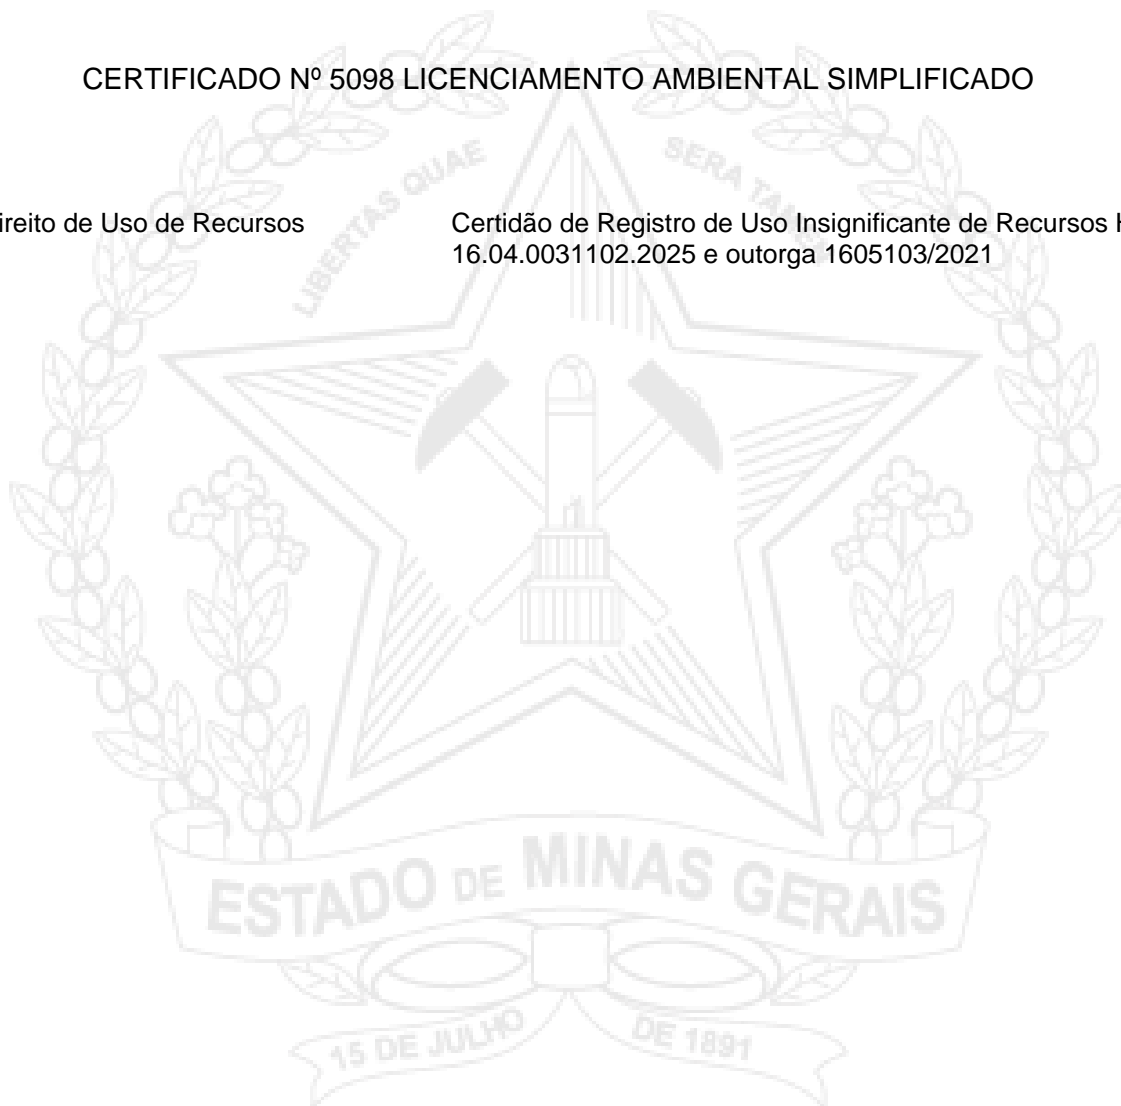 CERTIFICADO Nº 5098 LICENCIAMENTO AMBIENTAL SIMPLIFICADO
LIBERTAS QUAE SERA TAMEN
ireito de Uso de Recursos
Certidão de Registro de Uso Insignificante de Recursos H
16.04.0031102.2025 e outorga 1605103/2021
ESTADO DE MINAS GERAIS
15 DE JULHO DE 1891